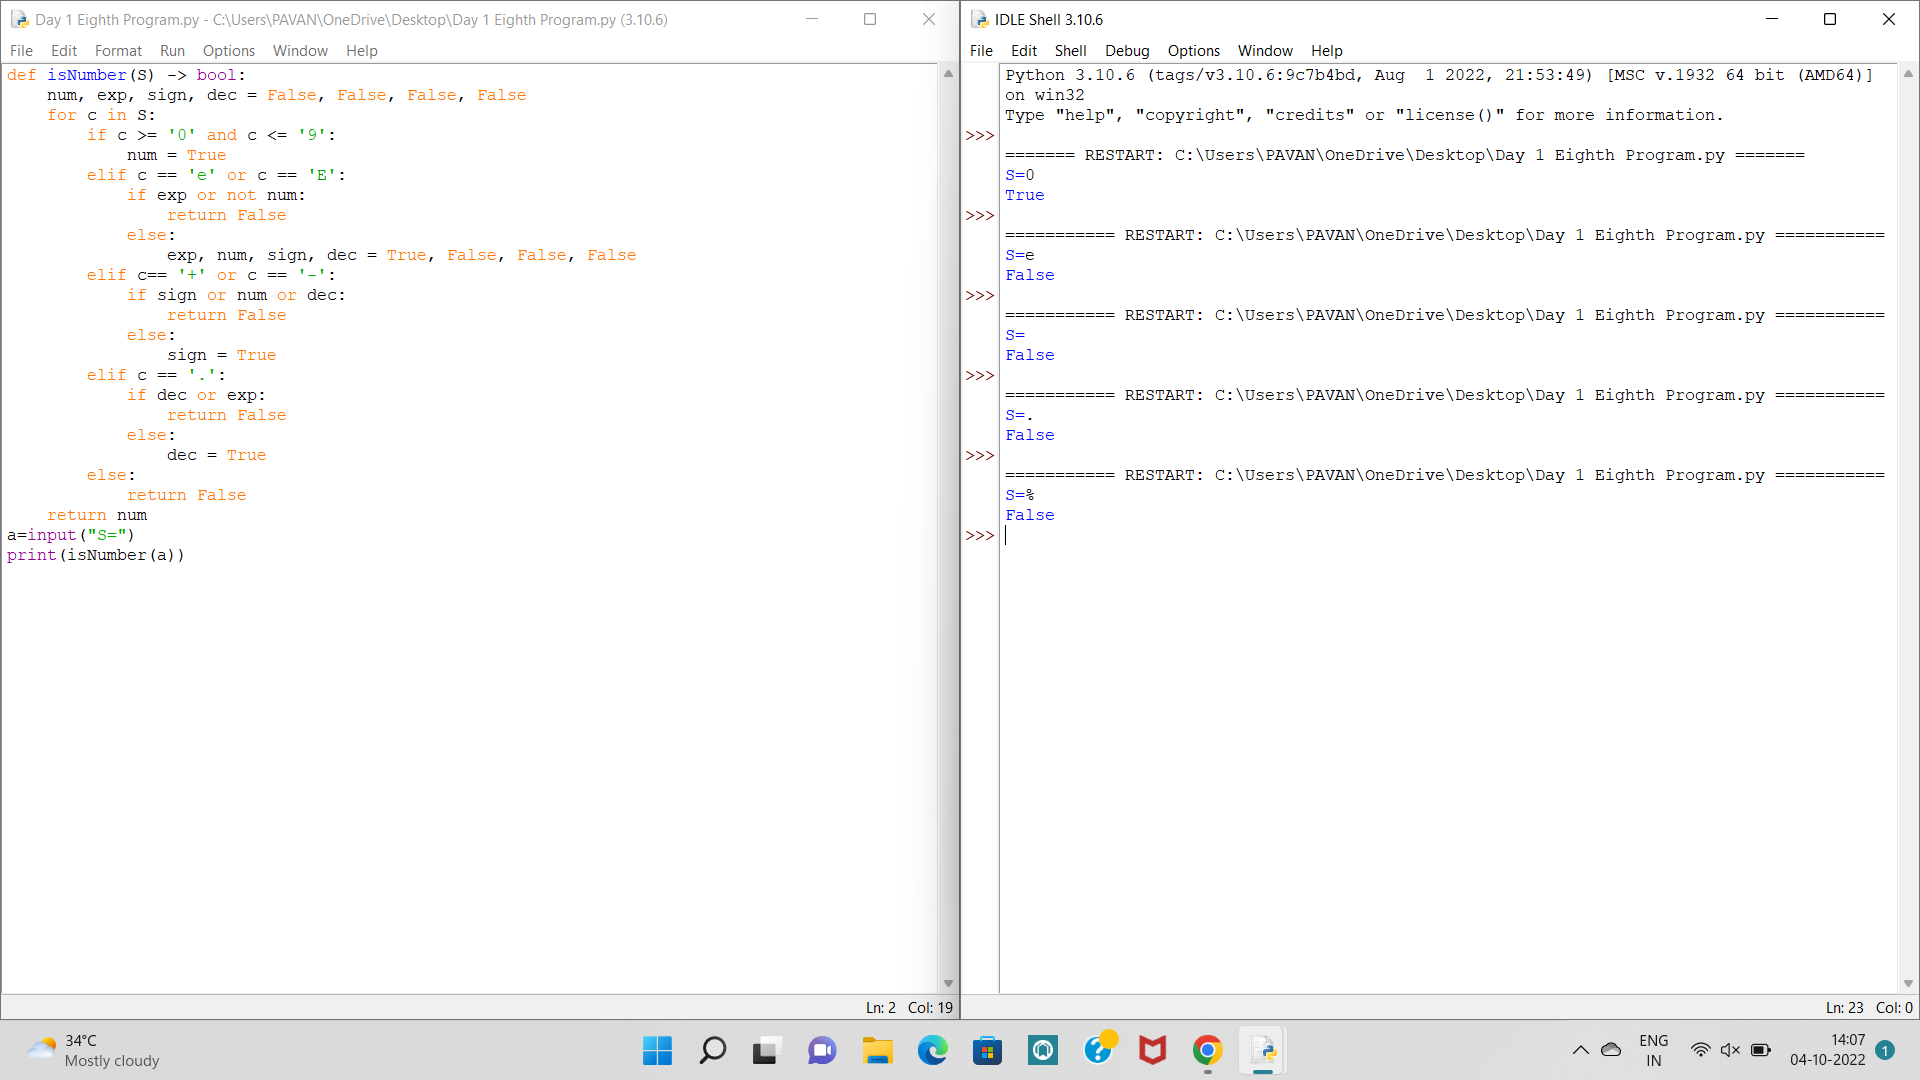 Day 1 Eighth Program.py - C:\Users\PAVAN\OneDrive\Desktop\Day 1 Eighth Program.py (3.10.6)
File Edit Format Run Options Window Help
def isNumber(S) -> bool:
    num, exp, sign, dec = False, False, False, False
    for c in S:
        if c >= '0' and c <= '9':
            num = True
        elif c == 'e' or c == 'E':
            if exp or not num:
                return False
            else:
                exp, num, sign, dec = True, False, False, False
        elif c== '+' or c == '-':
            if sign or num or dec:
                return False
            else:
                sign = True
        elif c == '.':
            if dec or exp:
                return False
            else:
                dec = True
        else:
            return False
    return num
a=input("S=")
print(isNumber(a))
Ln: 2 Col: 19
IDLE Shell 3.10.6
File Edit Shell Debug Options Window Help
Python 3.10.6 (tags/v3.10.6:9c7b4bd, Aug  1 2022, 21:53:49) [MSC v.1932 64 bit (AMD64)]
on win32
Type "help", "copyright", "credits" or "license()" for more information.
>>>
======= RESTART: C:\Users\PAVAN\OneDrive\Desktop\Day 1 Eighth Program.py =======
S=0
True
>>>
=========== RESTART: C:\Users\PAVAN\OneDrive\Desktop\Day 1 Eighth Program.py ===========
S=e
False
>>>
=========== RESTART: C:\Users\PAVAN\OneDrive\Desktop\Day 1 Eighth Program.py ===========
S=
False
>>>
=========== RESTART: C:\Users\PAVAN\OneDrive\Desktop\Day 1 Eighth Program.py ===========
S=.
False
>>>
=========== RESTART: C:\Users\PAVAN\OneDrive\Desktop\Day 1 Eighth Program.py ===========
S=%
False
>>>
Ln: 23 Col: 0
34°C
Mostly cloudy
ENG
IN
14:07
04-10-2022
1